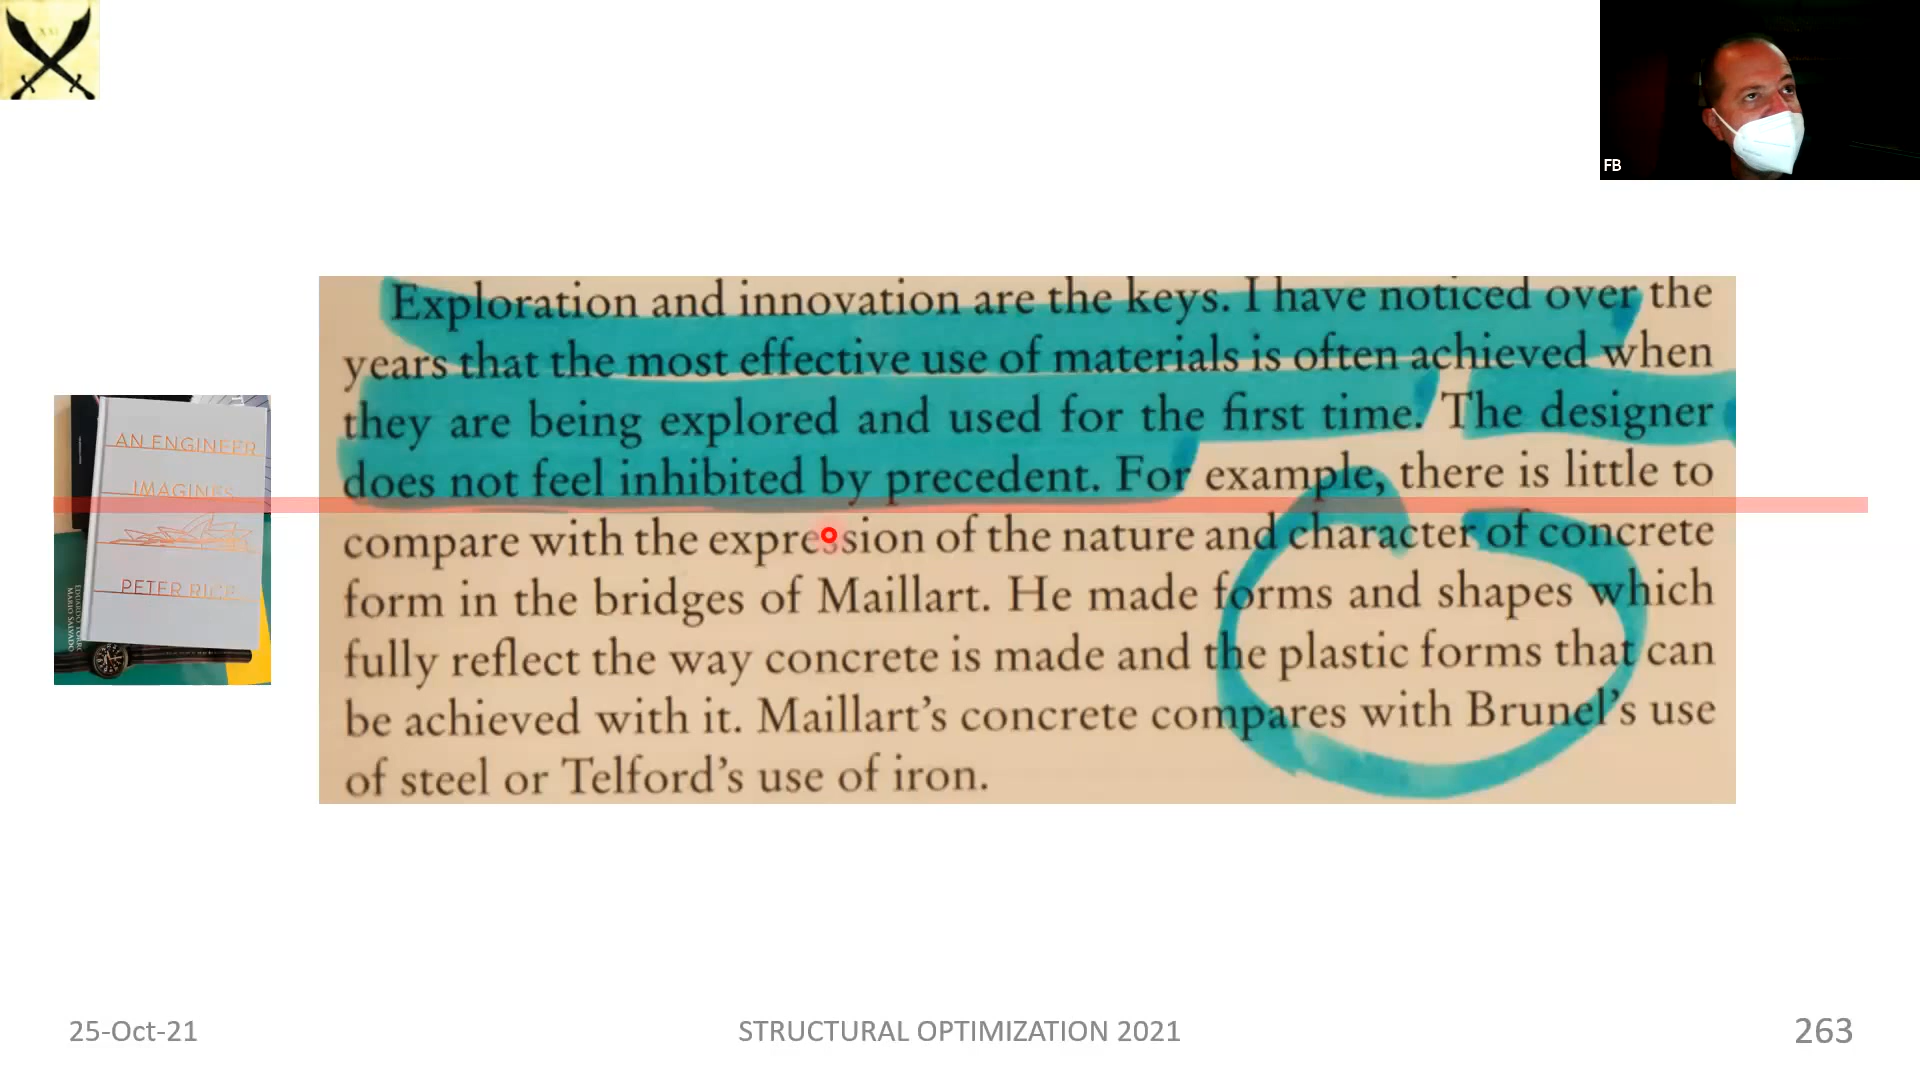 XXI
FB
Exploration and innovation are the keys. I have noticed over the
years that the most effective use of materials is often achieved when
they are being explored and used for the first time. The designer
does not feel inhibited by precedent. For example, there is little to
compare with the expression of the nature and character of concrete
form in the bridges of Maillart. He made forms and shapes which
fully reflect the way concrete is made and the plastic forms that can
be achieved with it. Maillart’s concrete compares with Brunel’s use
of steel or Telford’s use of iron.
AN ENGINEER
IMAGINES
PETER RICE
MARIO SALVADO
25-Oct-21
STRUCTURAL OPTIMIZATION 2021
263